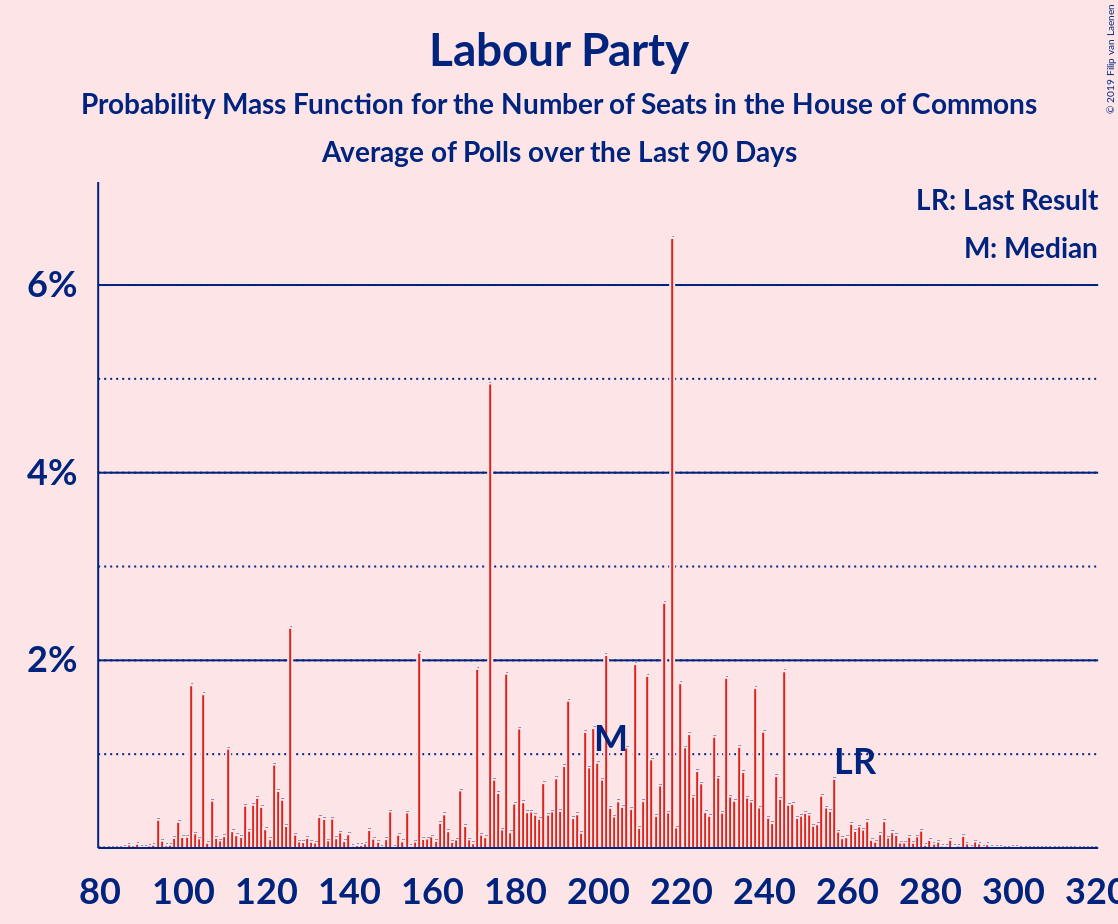 © 2019 Filip van Laenen
Labour Party
Probability Mass Function for the Number of Seats in the House of Commons
Average of Polls over the Last 90 Days
LR: Last Result
M: Median
6%
4%
2%
M
LR
80 100 120 140 160 180 200 220 240 260 280 300 320